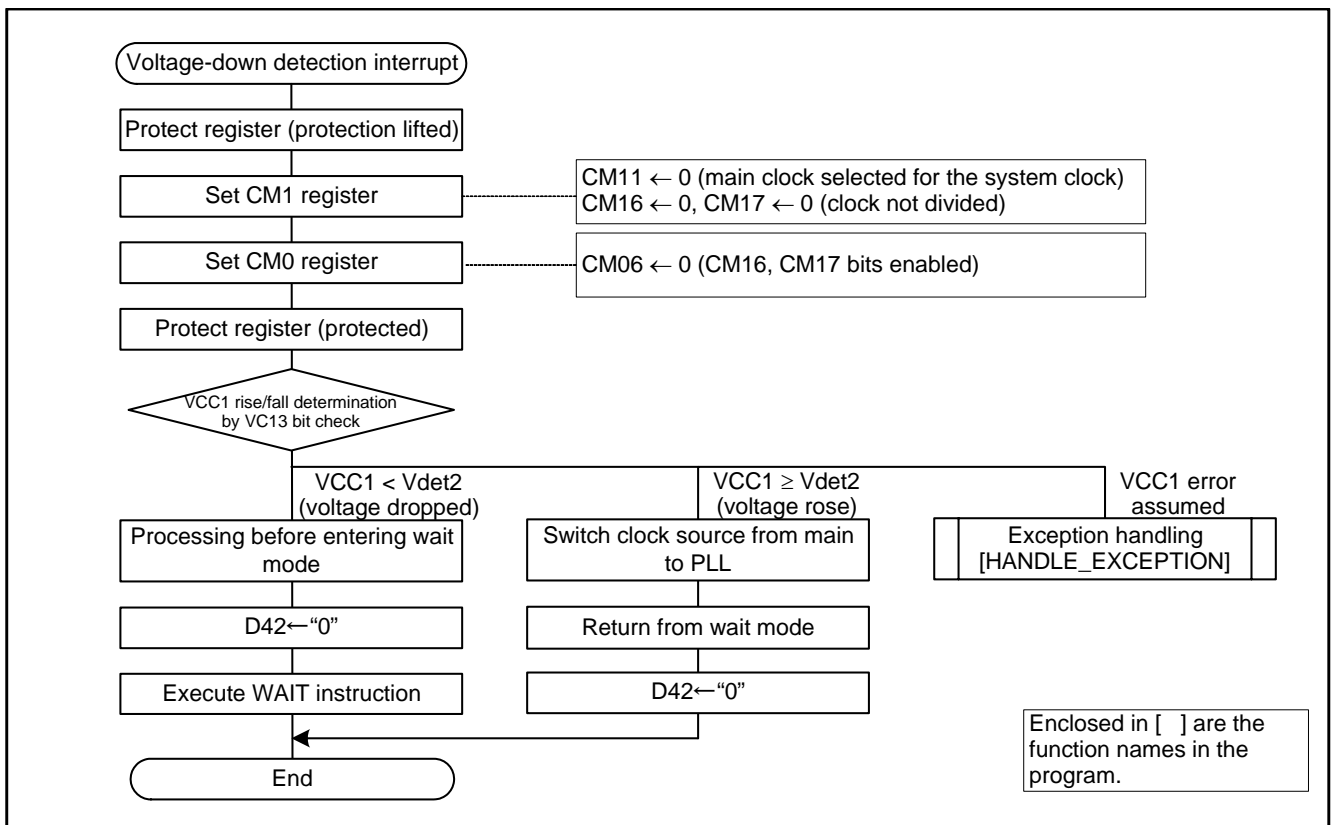 Voltage-down detection interrupt
Protect register (protection lifted)
Set CM1 register
CM11 ← 0 (main clock selected for the system clock)
CM16 ← 0, CM17 ← 0 (clock not divided)
Set CM0 register
CM06 ← 0 (CM16, CM17 bits enabled)
Protect register (protected)
VCC1 rise/fall determination
by VC13 bit check
VCC1 < Vdet2
(voltage dropped)
VCC1 ≥ Vdet2
(voltage rose)
VCC1 error
assumed
Processing before entering wait
mode
Switch clock source from main
to PLL
Exception handling
[HANDLE_EXCEPTION]
D42←“0”
Return from wait mode
Execute WAIT instruction
D42←“0”
End
Enclosed in [ ] are the
function names in the
program.